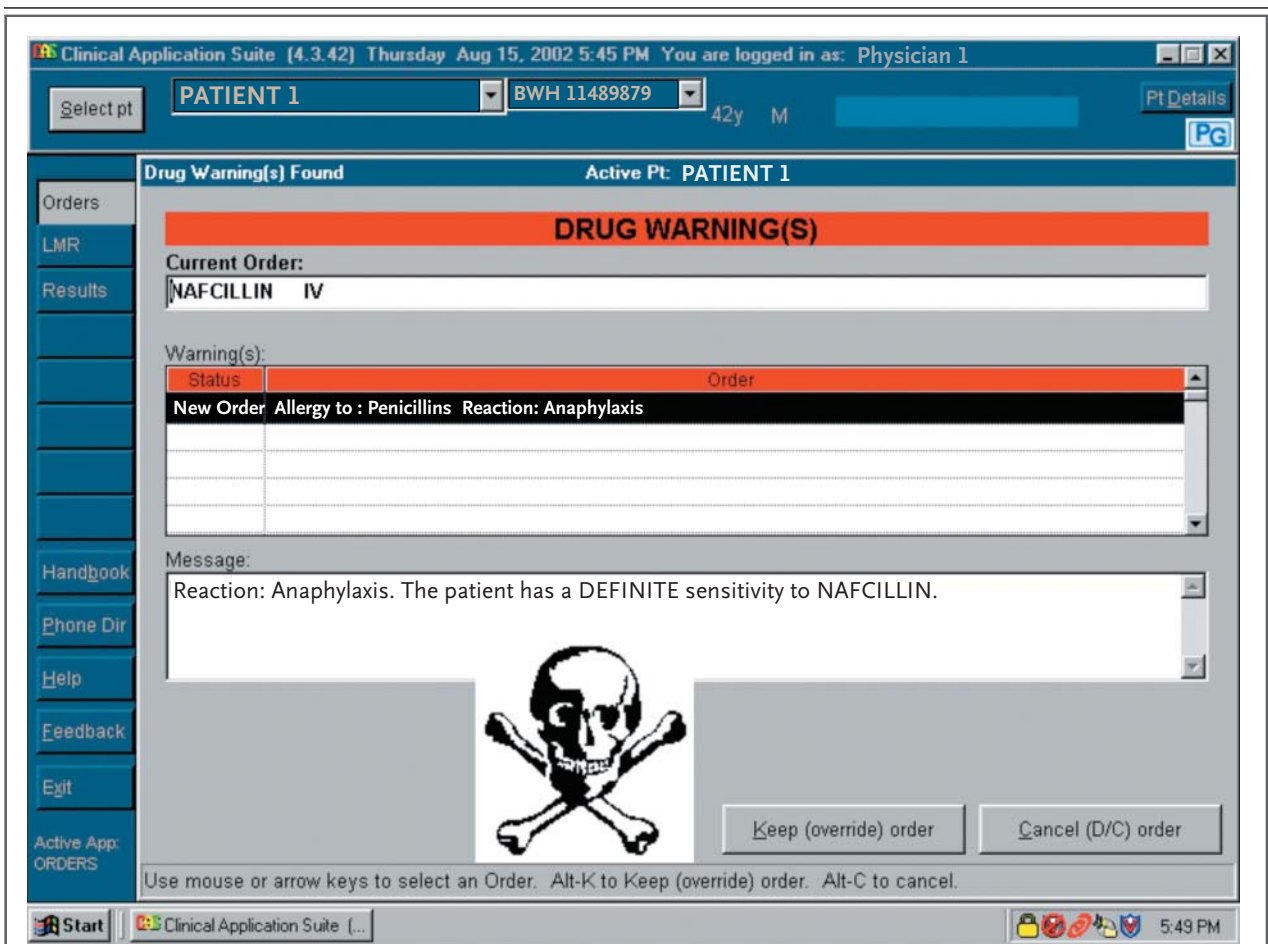 CAS Clinical Application Suite (4.3.42) Thursday Aug 15, 2002 5:45 PM You are logged in as: Physician 1
Select pt PATIENT 1 BWH 11489879 42y M Pt Details
PG
Drug Warning(s) Found Active Pt: PATIENT 1
Orders
DRUG WARNING(S)
LMR
Current Order:
Results
NAFCILLIN IV
Warning(s):
Status Order
New Order Allergy to : Penicillins Reaction: Anaphylaxis
Message:
Handbook
Reaction: Anaphylaxis. The patient has a DEFINITE sensitivity to NAFCILLIN.
Phone Dir
Help
Feedback
Exit
Keep (override) order Cancel (D/C) order
Active App:
ORDERS
Use mouse or arrow keys to select an Order. Alt-K to Keep (override) order. Alt-C to cancel.
Start CAS Clinical Application Suite (... 5:49 PM